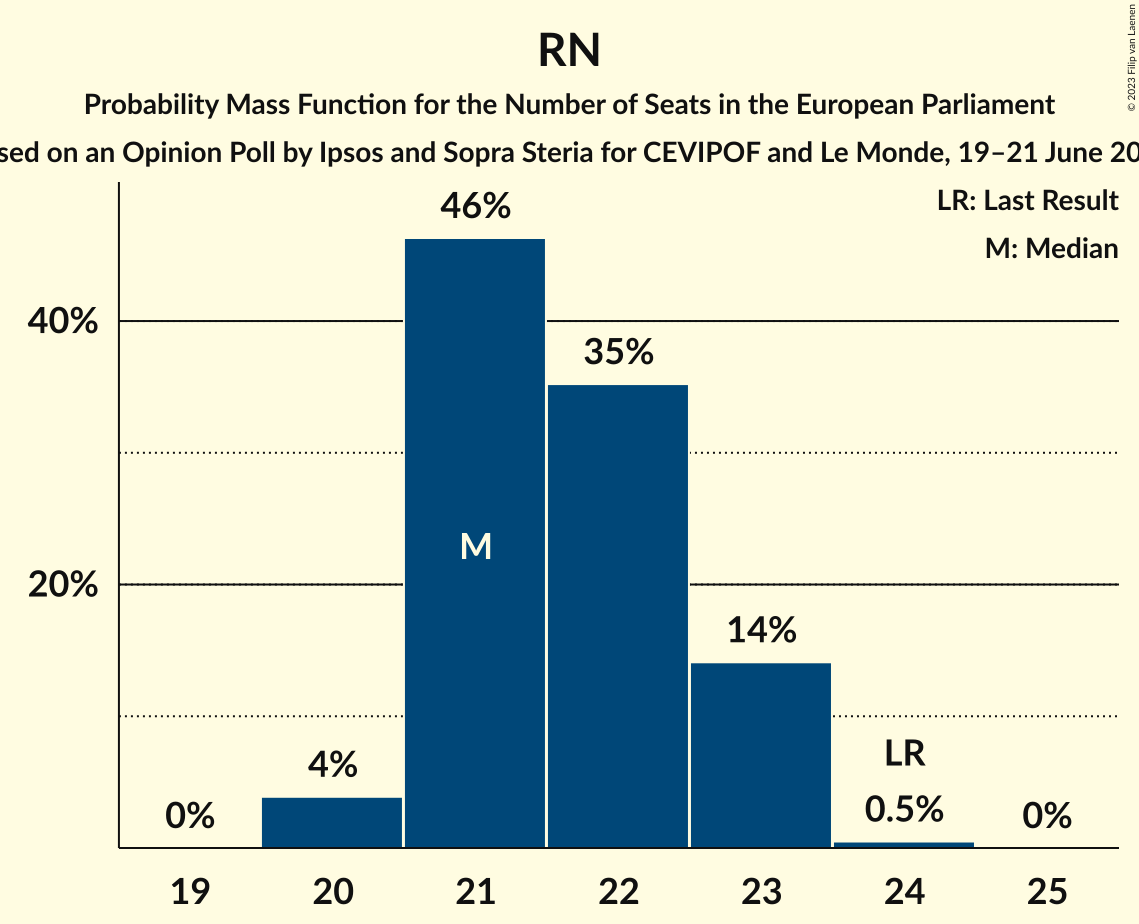 RN
Probability Mass Function for the Number of Seats in the European Parliament
sed on an Opinion Poll by Ipsos and Sopra Steria for CEVIPOF and Le Monde, 19–21 June 20
© 2023 Filip van Laenen
LR: Last Result
M: Median
46%
40%
35%
M
20%
14%
LR
4%
0.5%
0%
0%
19 20 21 22 23 24 25